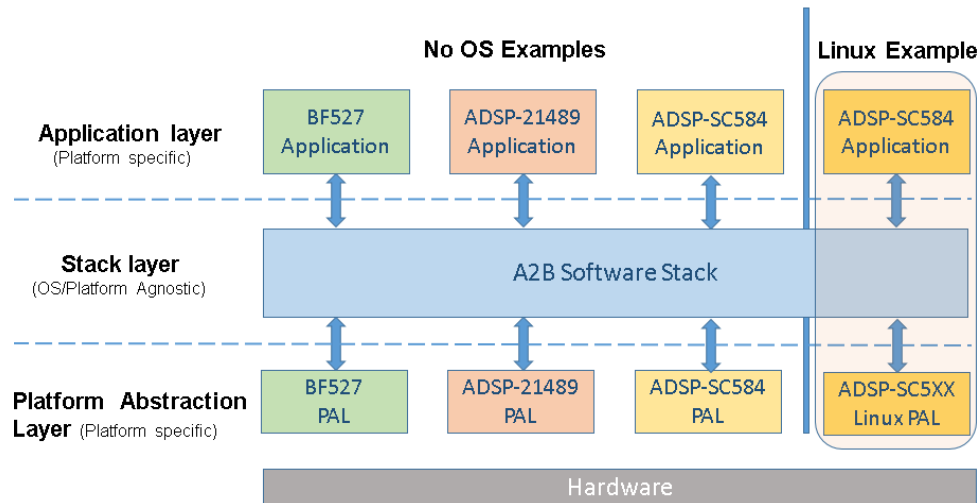 No OS Examples
Linux Example
Application layer
(Platform specific)
BF527
Application
ADSP-21489
Application
ADSP-SC584
Application
ADSP-SC584
Application
Stack layer
(OS/Platform Agnostic)
A2B Software Stack
Platform Abstraction
Layer (Platform specific)
BF527
PAL
ADSP-21489
PAL
ADSP-SC584
PAL
ADSP-SC5XX
Linux PAL
Hardware